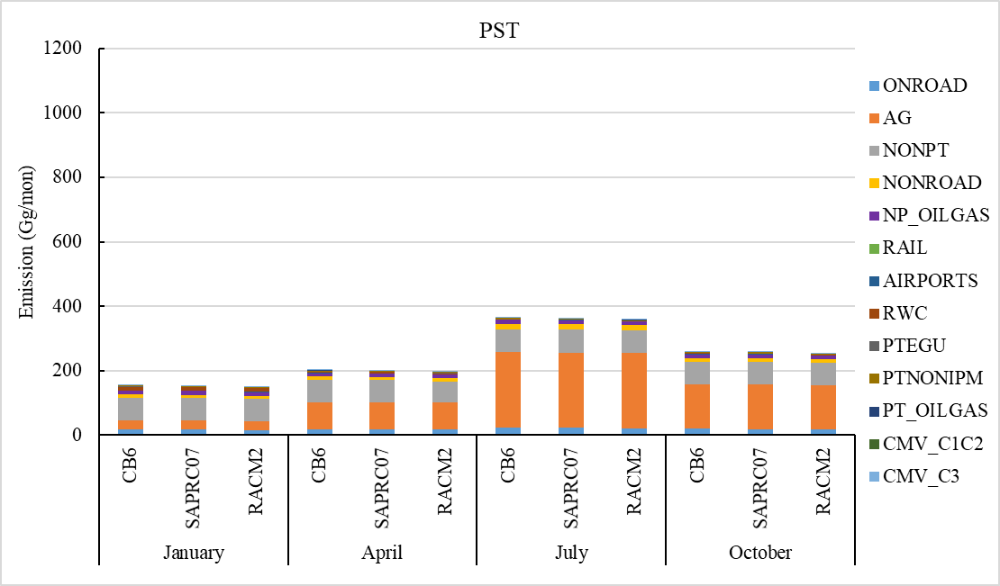 PST
1200
1000
800
600
400
200
0
Emission (Gg/mon)
CB6
SAPRC07
RACM2
CB6
SAPRC07
RACM2
CB6
SAPRC07
RACM2
CB6
SAPRC07
RACM2
January
April
July
October
ONROAD
AG
NONPT
NONROAD
NP_OILGAS
RAIL
AIRPORTS
RWC
PTEGU
PTNONIPM
PT_OILGAS
CMV_C1C2
CMV_C3